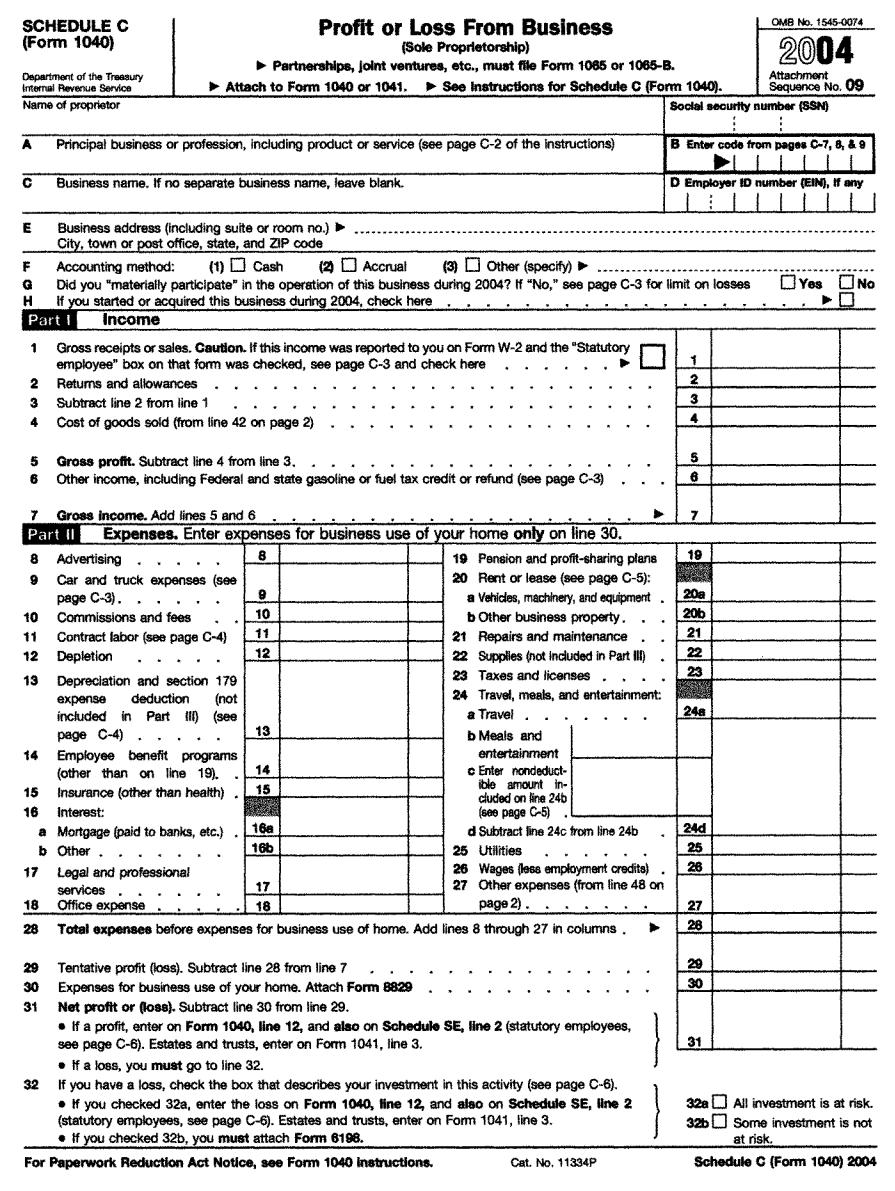 SCHEDULE C
(Form 1040)
Department of the Treasury
Internal Revenue Service
Profit or Loss From Business
(Sole Proprietorship)
▶ Partnerships, joint ventures, etc., must file Form 1065 or 1065-B.
▶ Attach to Form 1040 or 1041. ▶ See Instructions for Schedule C (Form 1040).
OMB No. 1545-0074
2004
Attachment
Sequence No. 09
Name of proprietor
Social security number (SSN)
A Principal business or profession, including product or service (see page C-2 of the instructions)
B Enter code from pages C-7, 8, & 9
▶
C Business name. If no separate business name, leave blank.
D Employer ID number (EIN), if any
E Business address (including suite or room no.) ▶
City, town or post office, state, and ZIP code
F Accounting method: (1) Cash (2) Accrual (3) Other (specify) ▶
G Did you "materially participate" in the operation of this business during 2004? If "No," see page C-3 for limit on losses Yes No
H If you started or acquired this business during 2004, check here ▶
Part I Income
1 Gross receipts or sales. Caution. If this income was reported to you on Form W-2 and the "Statutory
employee" box on that form was checked, see page C-3 and check here ▶ 1
2 Returns and allowances 2
3 Subtract line 2 from line 1 3
4 Cost of goods sold (from line 42 on page 2) 4
5 Gross profit. Subtract line 4 from line 3. 5
6 Other income, including Federal and state gasoline or fuel tax credit or refund (see page C-3) 6
7 Gross income. Add lines 5 and 6 ▶ 7
Part II Expenses. Enter expenses for business use of your home only on line 30.
8 Advertising 8
9 Car and truck expenses (see
page C-3). 9
10 Commissions and fees 10
11 Contract labor (see page C-4) 11
12 Depletion 12
13 Depreciation and section 179
expense deduction (not
included in Part III) (see
page C-4) 13
14 Employee benefit programs
(other than on line 19). 14
15 Insurance (other than health) 15
16 Interest:
a Mortgage (paid to banks, etc.) 16a
b Other 16b
17 Legal and professional
services 17
18 Office expense 18
19 Pension and profit-sharing plans 19
20 Rent or lease (see page C-5):
a Vehicles, machinery, and equipment 20a
b Other business property. 20b
21 Repairs and maintenance 21
22 Supplies (not included in Part III) 22
23 Taxes and licenses 23
24 Travel, meals, and entertainment:
a Travel 24a
b Meals and
entertainment
c Enter nondeduct-
ible amount in-
cluded on line 24b
(see page C-5)
d Subtract line 24c from line 24b 24d
25 Utilities 25
26 Wages (less employment credits) 26
27 Other expenses (from line 48 on
page 2) 27
28 Total expenses before expenses for business use of home. Add lines 8 through 27 in columns ▶ 28
29 Tentative profit (loss). Subtract line 28 from line 7 29
30 Expenses for business use of your home. Attach Form 8829 30
31 Net profit or (loss). Subtract line 30 from line 29.
• If a profit, enter on Form 1040, line 12, and also on Schedule SE, line 2 (statutory employees,
see page C-6). Estates and trusts, enter on Form 1041, line 3. 31
• If a loss, you must go to line 32.
32 If you have a loss, check the box that describes your investment in this activity (see page C-6).
• If you checked 32a, enter the loss on Form 1040, line 12, and also on Schedule SE, line 2
(statutory employees, see page C-6). Estates and trusts, enter on Form 1041, line 3.
• If you checked 32b, you must attach Form 6198.
32a All investment is at risk.
32b Some investment is not
at risk.
For Paperwork Reduction Act Notice, see Form 1040 instructions. Cat. No. 11334P Schedule C (Form 1040) 2004